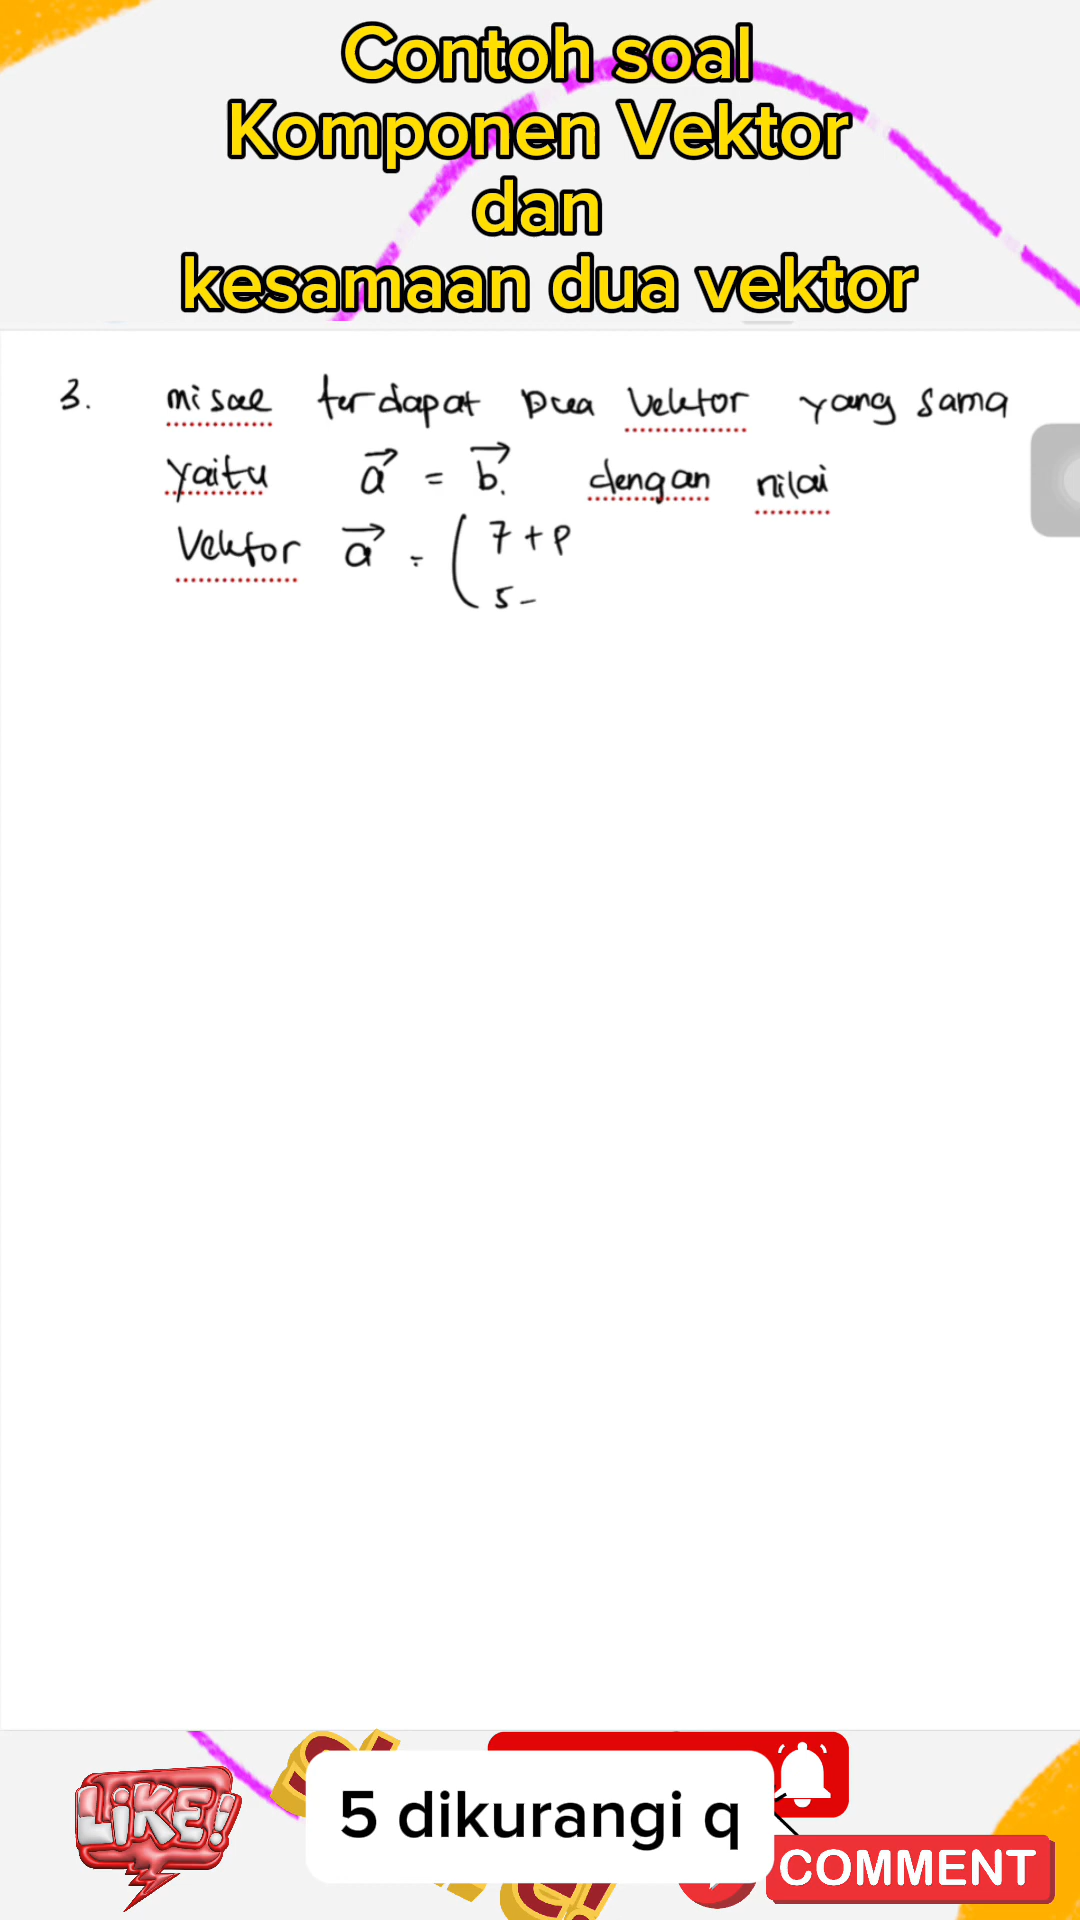 Contoh soal
Komponen Vektor
dan
kesamaan dua vektor
3. misal terdapat Dua Vektor yang sama
yaitu a⃗ = b⃗. dengan nilai
Vektor a⃗ = ( 7 + p
5 -
LiKE!
5 dikurangi q
COMMENT